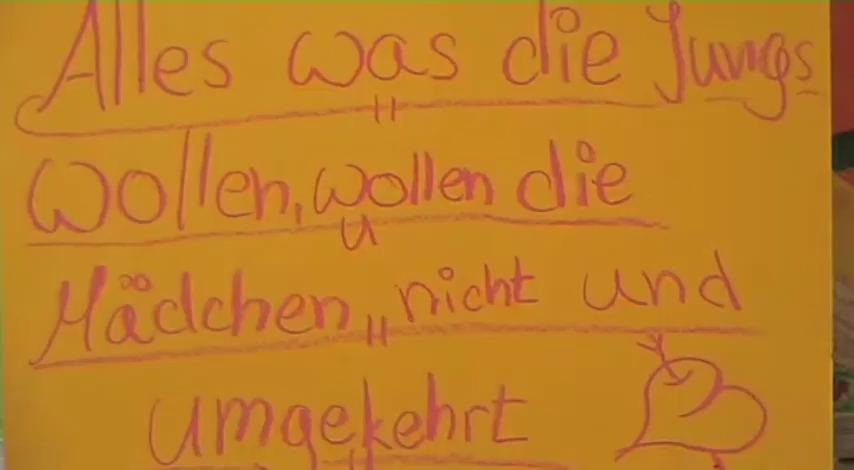 Alles was die Jungs
wollen, wollen die
Mädchen nicht und
umgekehrt